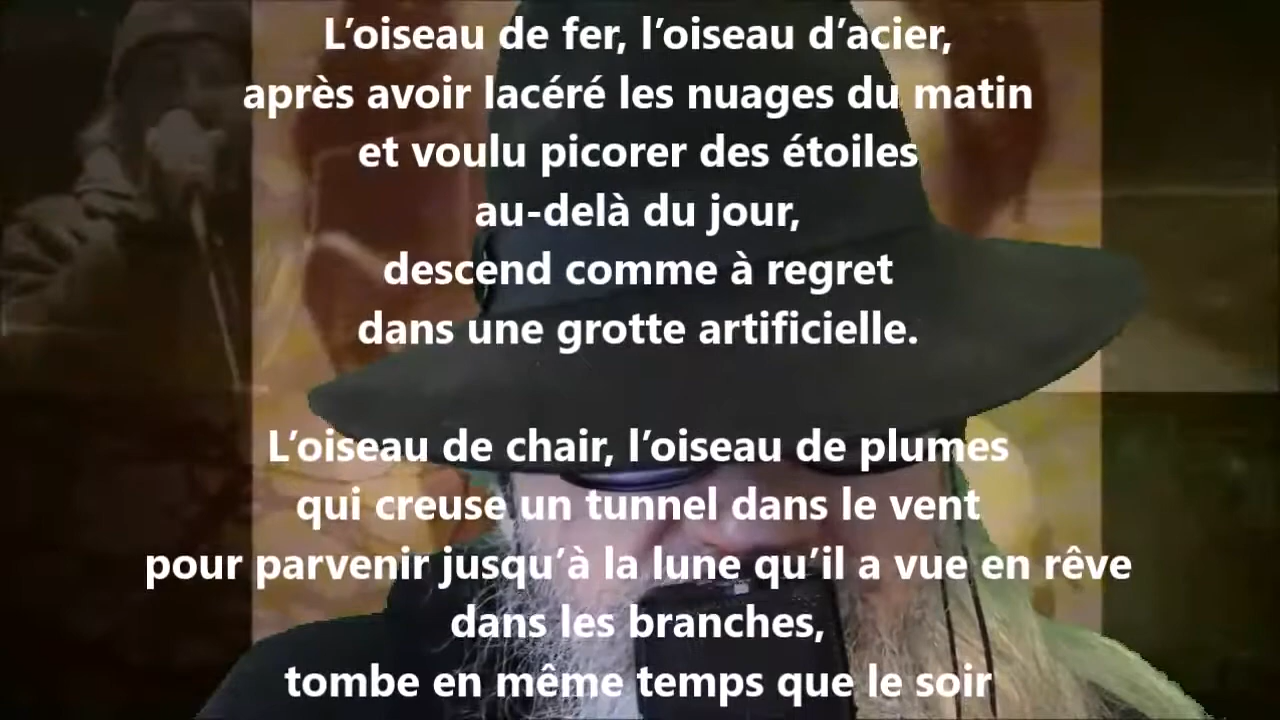 L’oiseau de fer, l’oiseau d’acier,
après avoir lacéré les nuages du matin
et voulu picorer des étoiles
au-delà du jour,
descend comme à regret
dans une grotte artificielle.
L’oiseau de chair, l’oiseau de plumes
qui creuse un tunnel dans le vent
pour parvenir jusqu’à la lune qu’il a vue en rêve
dans les branches,
tombe en même temps que le soir